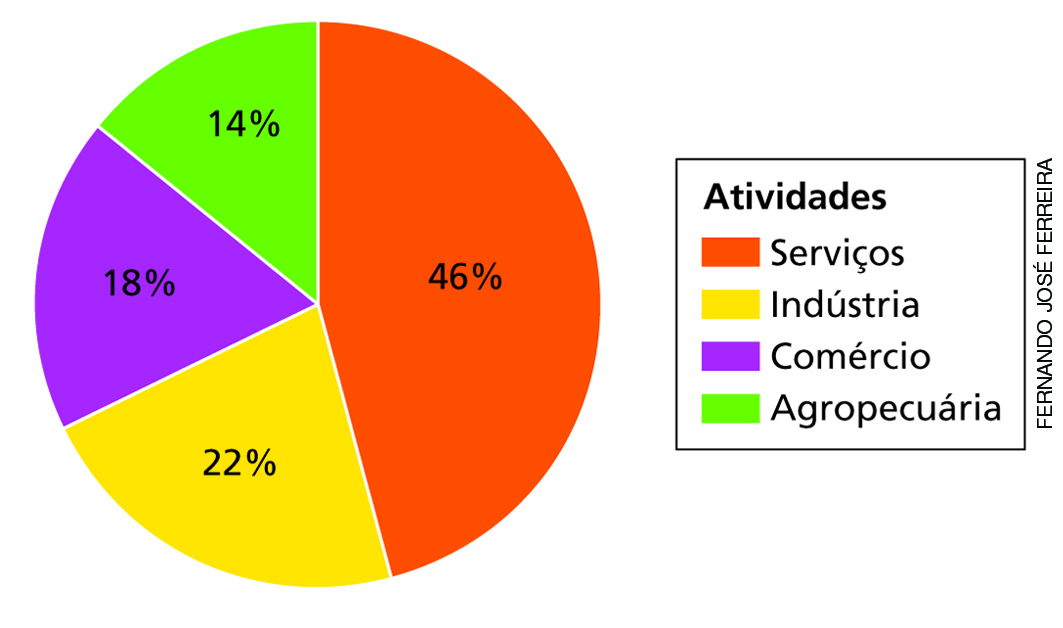 14%
46%
18%
22%
Atividades
Serviços
Indústria
Comércio
Agropecuária
FERNANDO JOSÉ FERREIRA